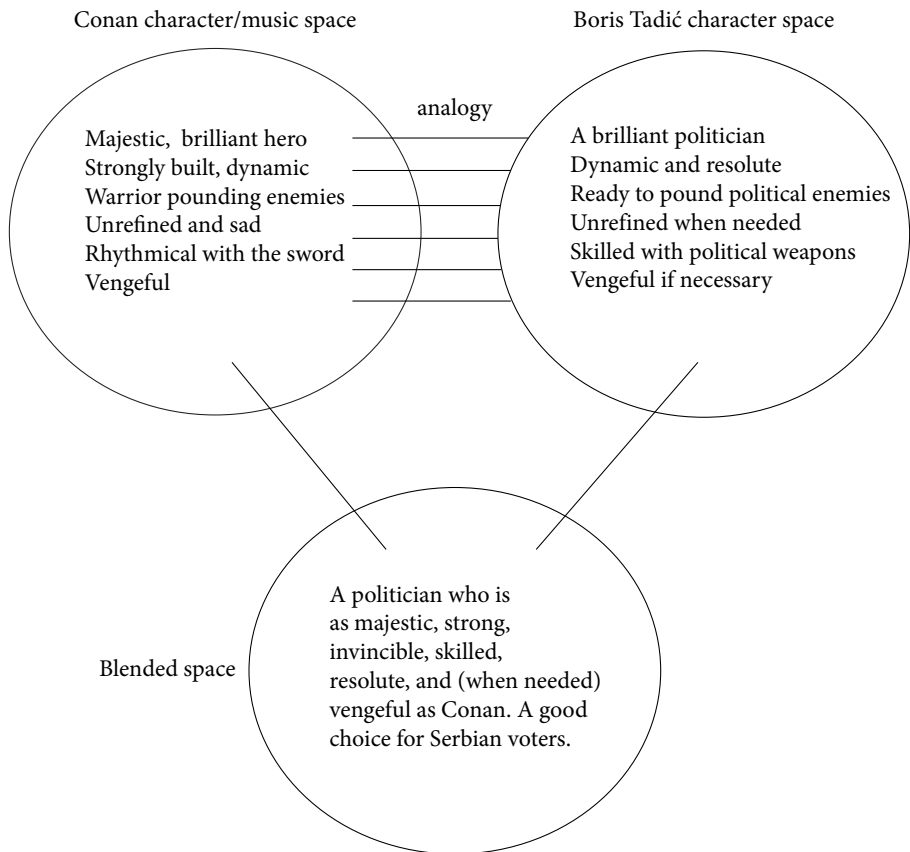 Conan character/music space
Boris Tadić character space
analogy
Majestic, brilliant hero
Strongly built, dynamic
Warrior pounding enemies
Unrefined and sad
Rhythmical with the sword
Vengeful
A brilliant politician
Dynamic and resolute
Ready to pound political enemies
Unrefined when needed
Skilled with political weapons
Vengeful if necessary
Blended space
A politician who is
as majestic, strong,
invincible, skilled,
resolute, and (when needed)
vengeful as Conan. A good
choice for Serbian voters.